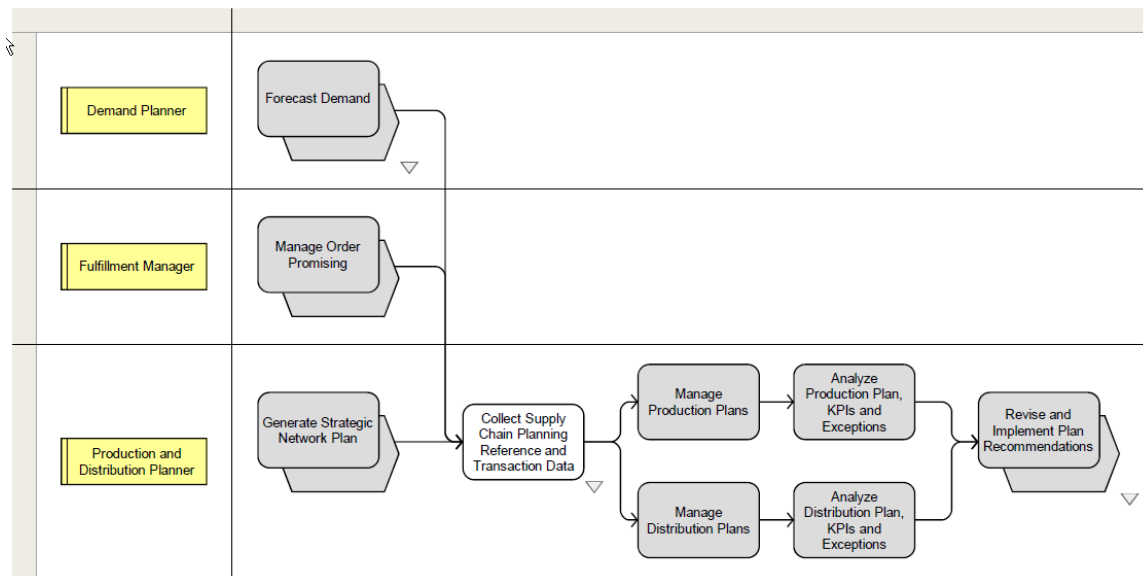 Demand Planner
Forecast Demand
Fulfillment Manager
Manage Order
Promising
Production and
Distribution Planner
Generate Strategic
Network Plan
Collect Supply
Chain Planning
Reference and
Transaction Data
Manage
Production Plans
Analyze
Production Plan,
KPIs and
Exceptions
Manage
Distribution Plans
Analyze
Distribution Plan,
KPIs and
Exceptions
Revise and
Implement Plan
Recommendations